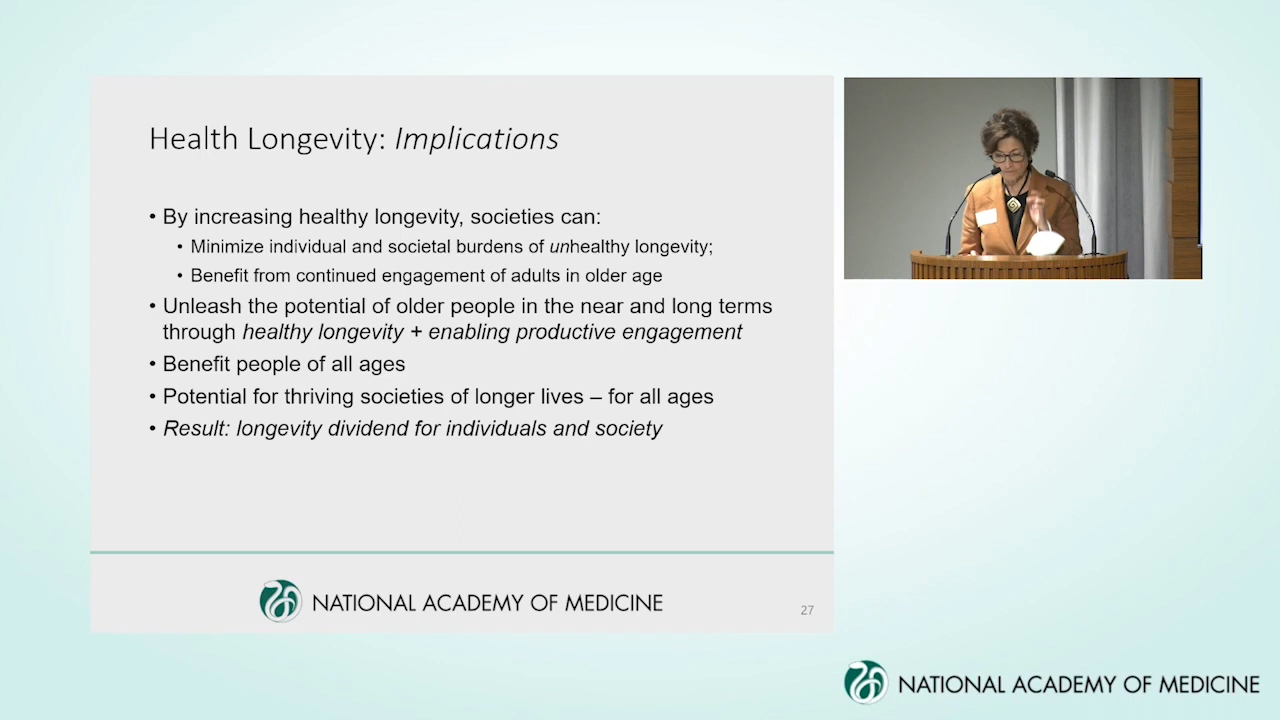 Health Longevity: Implications
• By increasing healthy longevity, societies can:
• Minimize individual and societal burdens of unhealthy longevity;
• Benefit from continued engagement of adults in older age
• Unleash the potential of older people in the near and long terms
through healthy longevity + enabling productive engagement
• Benefit people of all ages
• Potential for thriving societies of longer lives – for all ages
• Result: longevity dividend for individuals and society
NATIONAL ACADEMY OF MEDICINE
27
NATIONAL ACADEMY OF MEDICINE